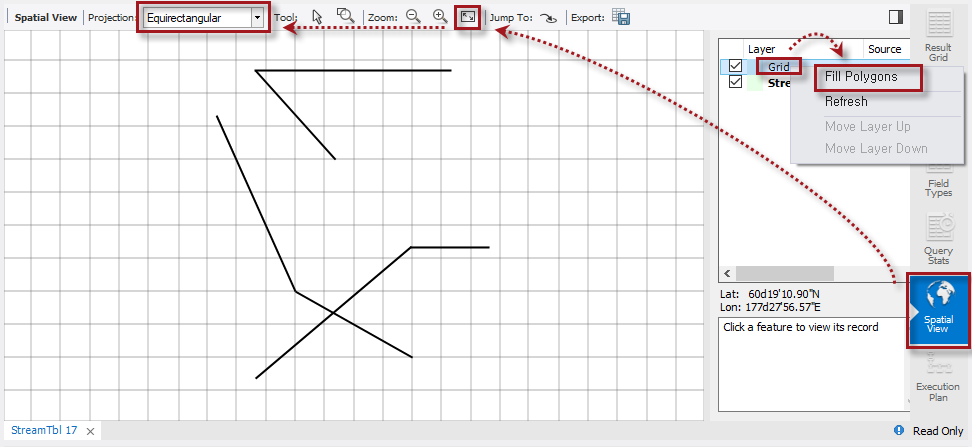 Spatial View Projection: Equirectangular Tool: Zoom: Jump To: Export:
Layer Source
Grid
Stre
Fill Polygons
Refresh
Move Layer Up
Move Layer Down
Lat: 60d19'10.90"N
Lon: 177d27'56.57"E
Click a feature to view its record
Result
Grid
Field
Types
Query
Stats
Spatial
View
Execution
Plan
StreamTbl 17
Read Only